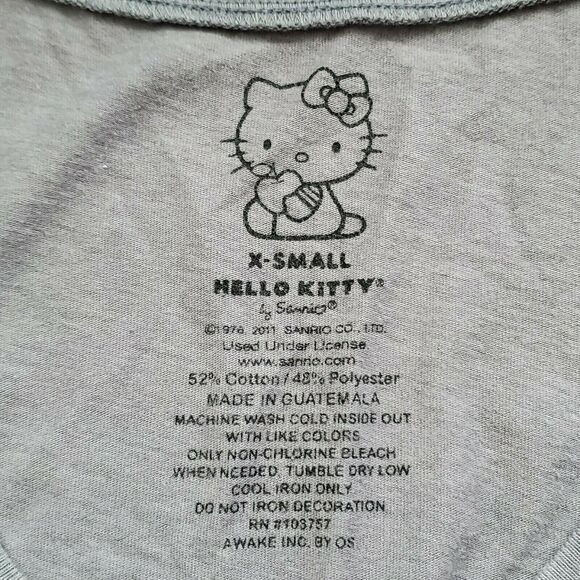 X-SMALL
HELLO KITTY®
by Sanrio®
©1976, 2011 SANRIO CO., LTD.
Used Under License.
www.sanrio.com
52% Cotton / 48% Polyester
MADE IN GUATEMALA
MACHINE WASH COLD INSIDE OUT
WITH LIKE COLORS
ONLY NON-CHLORINE BLEACH
WHEN NEEDED, TUMBLE DRY LOW
COOL IRON ONLY
DO NOT IRON DECORATION
RN #103757
AWAKE INC. BY OS